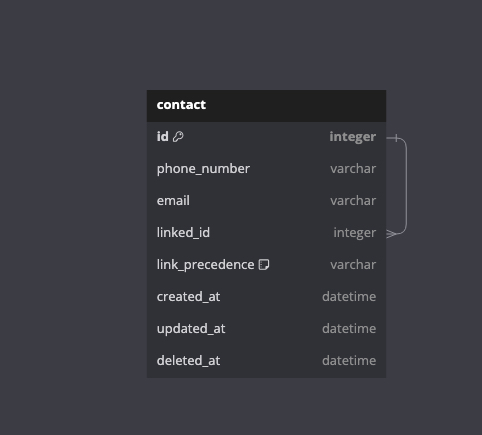 contact
id integer
phone_number varchar
email varchar
linked_id integer
link_precedence varchar
created_at datetime
updated_at datetime
deleted_at datetime